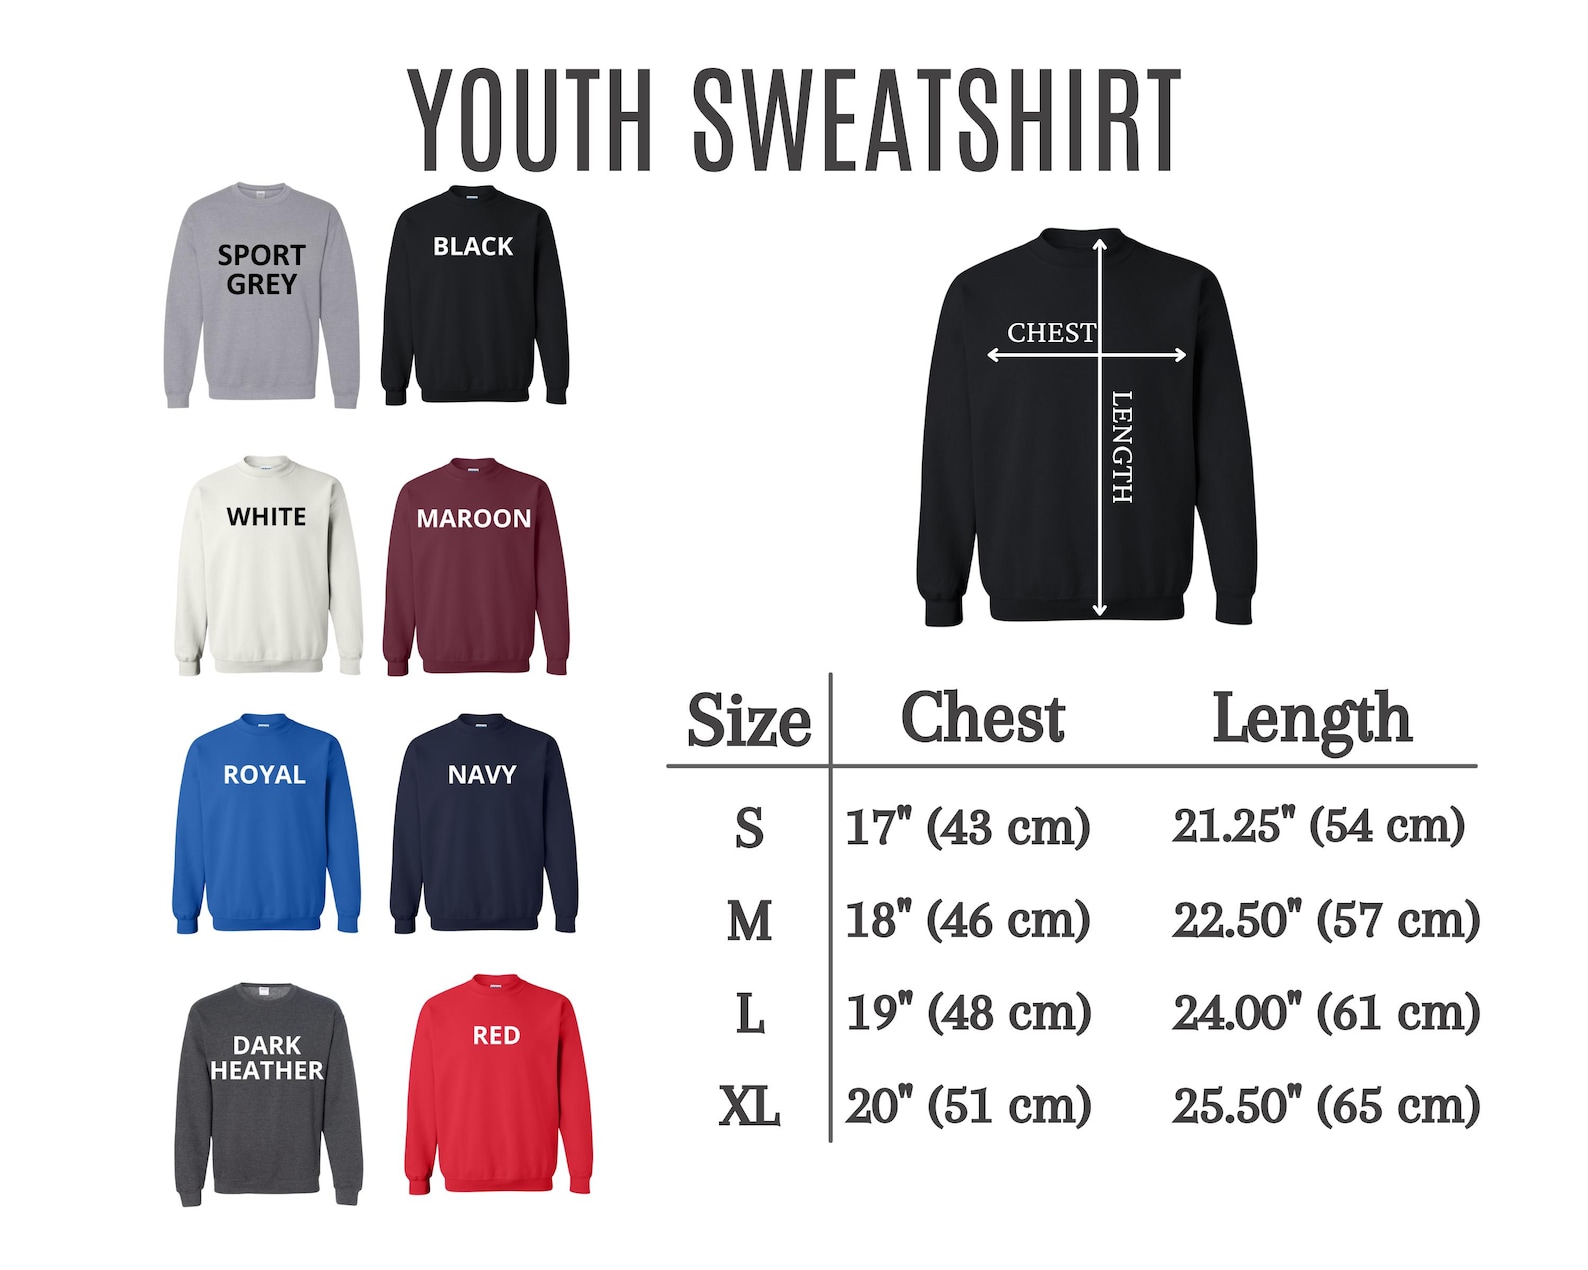 YOUTH SWEATSHIRT
SPORT
GREY
BLACK
WHITE
MAROON
ROYAL
NAVY
DARK
HEATHER
RED
CHEST
LENGTH
Size Chest Length
S 17" (43 cm) 21.25" (54 cm)
M 18" (46 cm) 22.50" (57 cm)
L 19" (48 cm) 24.00" (61 cm)
XL 20" (51 cm) 25.50" (65 cm)